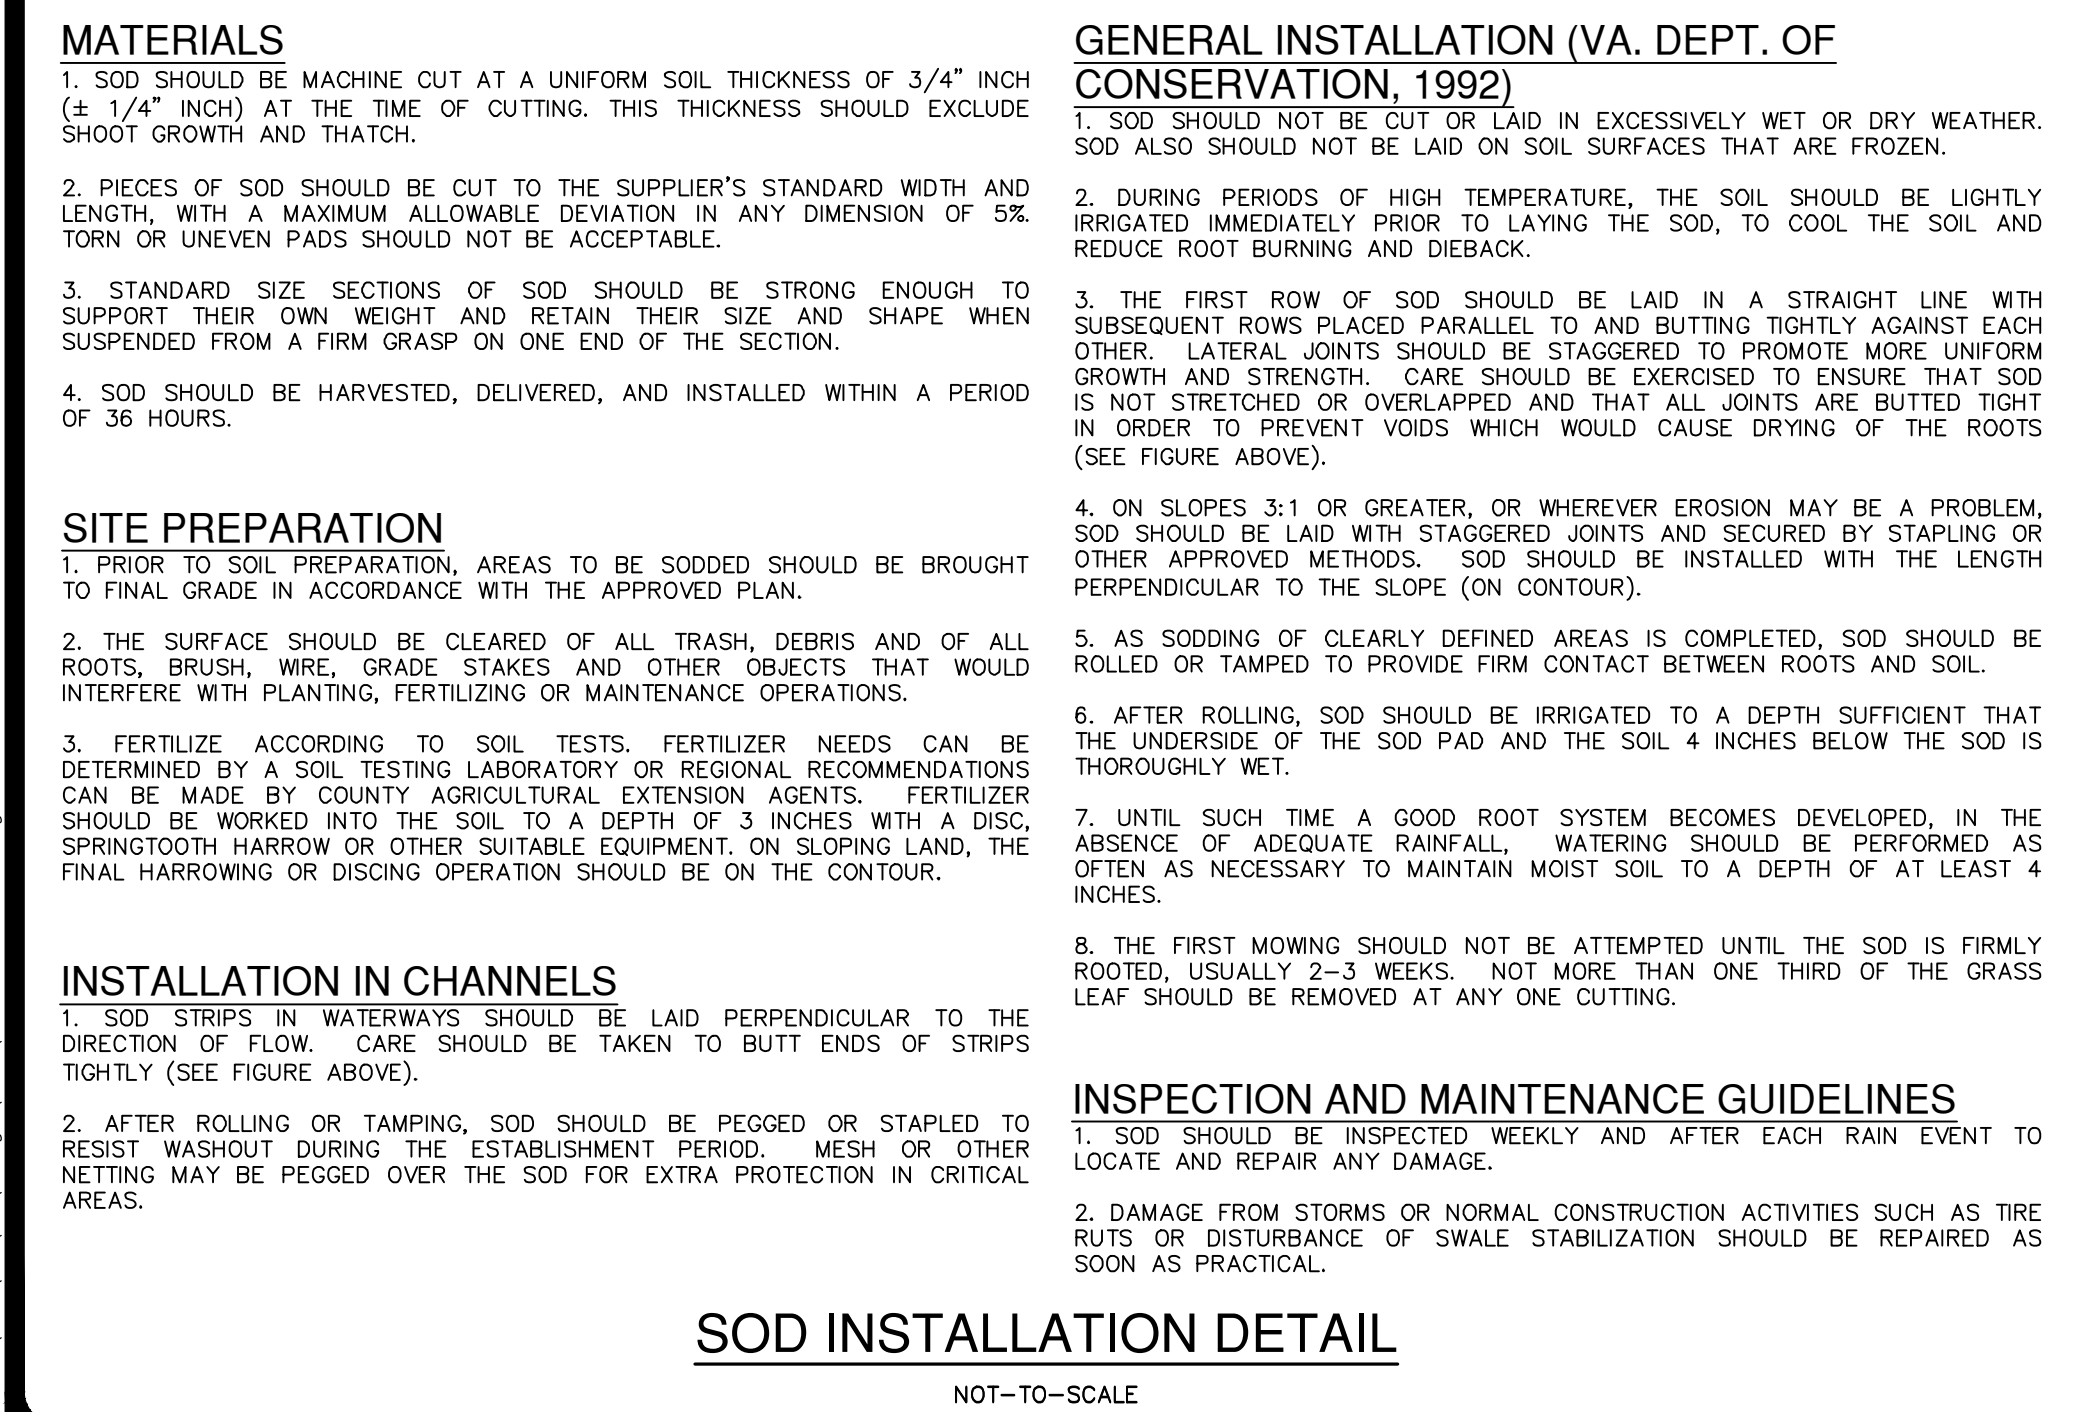 MATERIALS
1. SOD SHOULD BE MACHINE CUT AT A UNIFORM SOIL THICKNESS OF 3/4" INCH
(± 1/4" INCH) AT THE TIME OF CUTTING. THIS THICKNESS SHOULD EXCLUDE
SHOOT GROWTH AND THATCH.
2. PIECES OF SOD SHOULD BE CUT TO THE SUPPLIER'S STANDARD WIDTH AND
LENGTH, WITH A MAXIMUM ALLOWABLE DEVIATION IN ANY DIMENSION OF 5%.
TORN OR UNEVEN PADS SHOULD NOT BE ACCEPTABLE.
3. STANDARD SIZE SECTIONS OF SOD SHOULD BE STRONG ENOUGH TO
SUPPORT THEIR OWN WEIGHT AND RETAIN THEIR SIZE AND SHAPE WHEN
SUSPENDED FROM A FIRM GRASP ON ONE END OF THE SECTION.
4. SOD SHOULD BE HARVESTED, DELIVERED, AND INSTALLED WITHIN A PERIOD
OF 36 HOURS.
SITE PREPARATION
1. PRIOR TO SOIL PREPARATION, AREAS TO BE SODDED SHOULD BE BROUGHT
TO FINAL GRADE IN ACCORDANCE WITH THE APPROVED PLAN.
2. THE SURFACE SHOULD BE CLEARED OF ALL TRASH, DEBRIS AND OF ALL
ROOTS, BRUSH, WIRE, GRADE STAKES AND OTHER OBJECTS THAT WOULD
INTERFERE WITH PLANTING, FERTILIZING OR MAINTENANCE OPERATIONS.
3. FERTILIZE ACCORDING TO SOIL TESTS. FERTILIZER NEEDS CAN BE
DETERMINED BY A SOIL TESTING LABORATORY OR REGIONAL RECOMMENDATIONS
CAN BE MADE BY COUNTY AGRICULTURAL EXTENSION AGENTS. FERTILIZER
SHOULD BE WORKED INTO THE SOIL TO A DEPTH OF 3 INCHES WITH A DISC,
SPRINGTOOTH HARROW OR OTHER SUITABLE EQUIPMENT. ON SLOPING LAND, THE
FINAL HARROWING OR DISCING OPERATION SHOULD BE ON THE CONTOUR.
INSTALLATION IN CHANNELS
1. SOD STRIPS IN WATERWAYS SHOULD BE LAID PERPENDICULAR TO THE
DIRECTION OF FLOW. CARE SHOULD BE TAKEN TO BUTT ENDS OF STRIPS
TIGHTLY (SEE FIGURE ABOVE).
2. AFTER ROLLING OR TAMPING, SOD SHOULD BE PEGGED OR STAPLED TO
RESIST WASHOUT DURING THE ESTABLISHMENT PERIOD. MESH OR OTHER
NETTING MAY BE PEGGED OVER THE SOD FOR EXTRA PROTECTION IN CRITICAL
AREAS.
GENERAL INSTALLATION (VA. DEPT. OF
CONSERVATION, 1992)
1. SOD SHOULD NOT BE CUT OR LAID IN EXCESSIVELY WET OR DRY WEATHER.
SOD ALSO SHOULD NOT BE LAID ON SOIL SURFACES THAT ARE FROZEN.
2. DURING PERIODS OF HIGH TEMPERATURE, THE SOIL SHOULD BE LIGHTLY
IRRIGATED IMMEDIATELY PRIOR TO LAYING THE SOD, TO COOL THE SOIL AND
REDUCE ROOT BURNING AND DIEBACK.
3. THE FIRST ROW OF SOD SHOULD BE LAID IN A STRAIGHT LINE WITH
SUBSEQUENT ROWS PLACED PARALLEL TO AND BUTTING TIGHTLY AGAINST EACH
OTHER. LATERAL JOINTS SHOULD BE STAGGERED TO PROMOTE MORE UNIFORM
GROWTH AND STRENGTH. CARE SHOULD BE EXERCISED TO ENSURE THAT SOD
IS NOT STRETCHED OR OVERLAPPED AND THAT ALL JOINTS ARE BUTTED TIGHT
IN ORDER TO PREVENT VOIDS WHICH WOULD CAUSE DRYING OF THE ROOTS
(SEE FIGURE ABOVE).
4. ON SLOPES 3:1 OR GREATER, OR WHEREVER EROSION MAY BE A PROBLEM,
SOD SHOULD BE LAID WITH STAGGERED JOINTS AND SECURED BY STAPLING OR
OTHER APPROVED METHODS. SOD SHOULD BE INSTALLED WITH THE LENGTH
PERPENDICULAR TO THE SLOPE (ON CONTOUR).
5. AS SODDING OF CLEARLY DEFINED AREAS IS COMPLETED, SOD SHOULD BE
ROLLED OR TAMPED TO PROVIDE FIRM CONTACT BETWEEN ROOTS AND SOIL.
6. AFTER ROLLING, SOD SHOULD BE IRRIGATED TO A DEPTH SUFFICIENT THAT
THE UNDERSIDE OF THE SOD PAD AND THE SOIL 4 INCHES BELOW THE SOD IS
THOROUGHLY WET.
7. UNTIL SUCH TIME A GOOD ROOT SYSTEM BECOMES DEVELOPED, IN THE
ABSENCE OF ADEQUATE RAINFALL, WATERING SHOULD BE PERFORMED AS
OFTEN AS NECESSARY TO MAINTAIN MOIST SOIL TO A DEPTH OF AT LEAST 4
INCHES.
8. THE FIRST MOWING SHOULD NOT BE ATTEMPTED UNTIL THE SOD IS FIRMLY
ROOTED, USUALLY 2-3 WEEKS. NOT MORE THAN ONE THIRD OF THE GRASS
LEAF SHOULD BE REMOVED AT ANY ONE CUTTING.
INSPECTION AND MAINTENANCE GUIDELINES
1. SOD SHOULD BE INSPECTED WEEKLY AND AFTER EACH RAIN EVENT TO
LOCATE AND REPAIR ANY DAMAGE.
2. DAMAGE FROM STORMS OR NORMAL CONSTRUCTION ACTIVITIES SUCH AS TIRE
RUTS OR DISTURBANCE OF SWALE STABILIZATION SHOULD BE REPAIRED AS
SOON AS PRACTICAL.
SOD INSTALLATION DETAIL
NOT-TO-SCALE